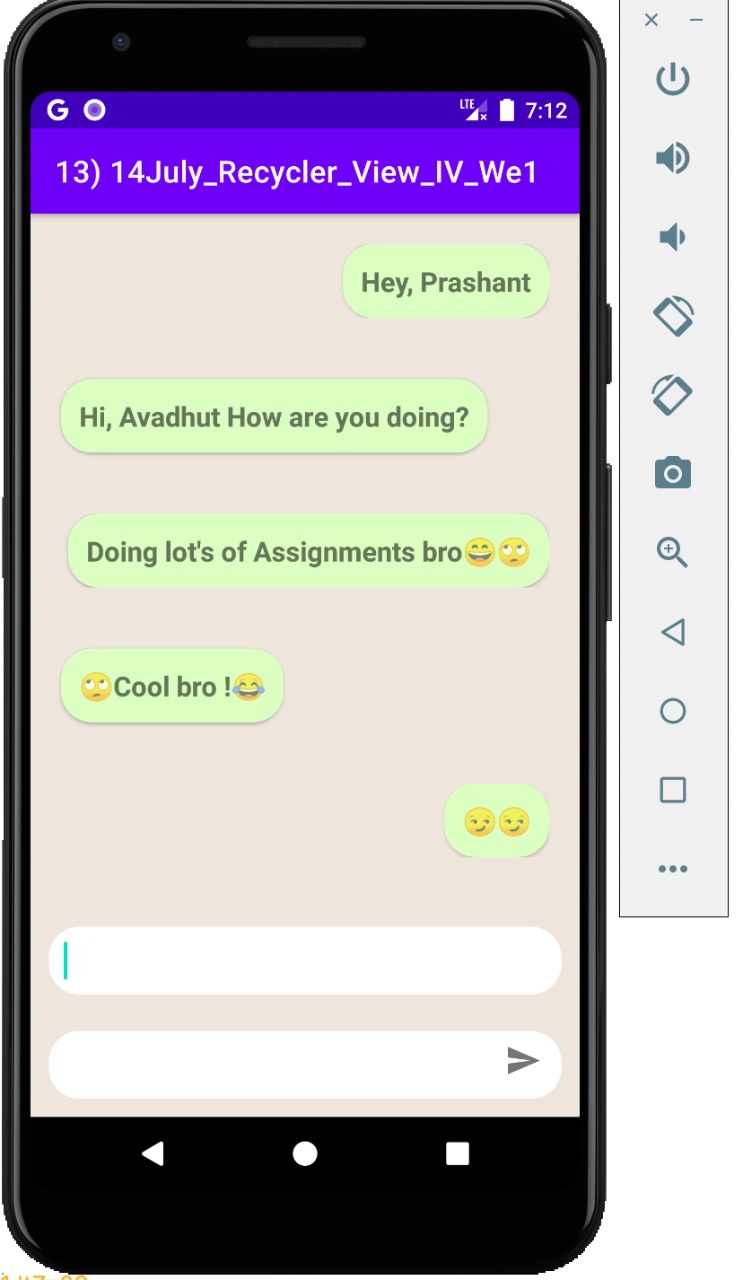 LTE 7:12
13) 14July_Recycler_View_IV_We1
Hey, Prashant
Hi, Avadhut How are you doing?
Doing lot's of Assignments bro😄🙄
🙄Cool bro !😂
😏😏